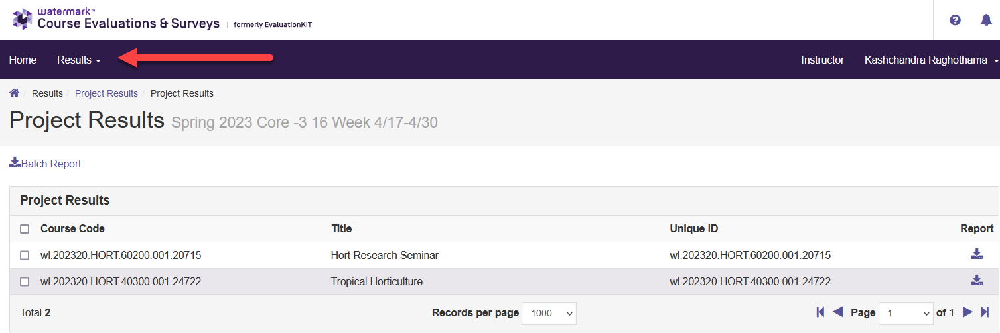 watermark™
Course Evaluations & Surveys | formerly EvaluationKIT
Home Results Instructor Kashchandra Raghothama
/ Results / Project Results / Project Results
Project Results Spring 2023 Core -3 16 Week 4/17-4/30
Batch Report
Project Results
Course Code Title Unique ID Report
wl.202320.HORT.60200.001.20715 Hort Research Seminar wl.202320.HORT.60200.001.20715
wl.202320.HORT.40300.001.24722 Tropical Horticulture wl.202320.HORT.40300.001.24722
Total 2 Records per page 1000 Page 1 of 1